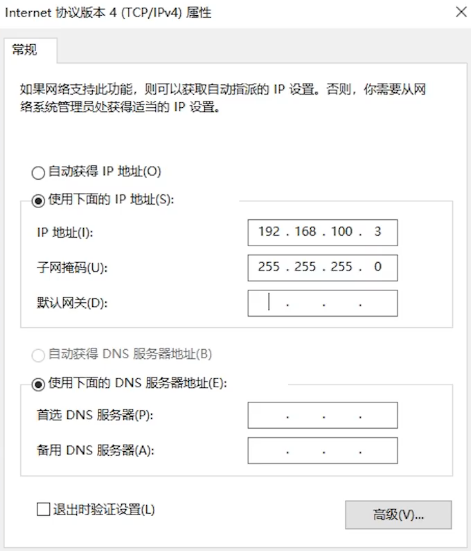 Internet 协议版本 4 (TCP/IPv4) 属性
常规
如果网络支持此功能，则可以获取自动指派的 IP 设置。否则，你需要从网
络系统管理员处获得适当的 IP 设置。
自动获得 IP 地址(O)
使用下面的 IP 地址(S):
IP 地址(I): 192 . 168 . 100 . 3
子网掩码(U): 255 . 255 . 255 . 0
默认网关(D): . . .
自动获得 DNS 服务器地址(B)
使用下面的 DNS 服务器地址(E):
首选 DNS 服务器(P): . . .
备用 DNS 服务器(A): . . .
退出时验证设置(L)
高级(V)...